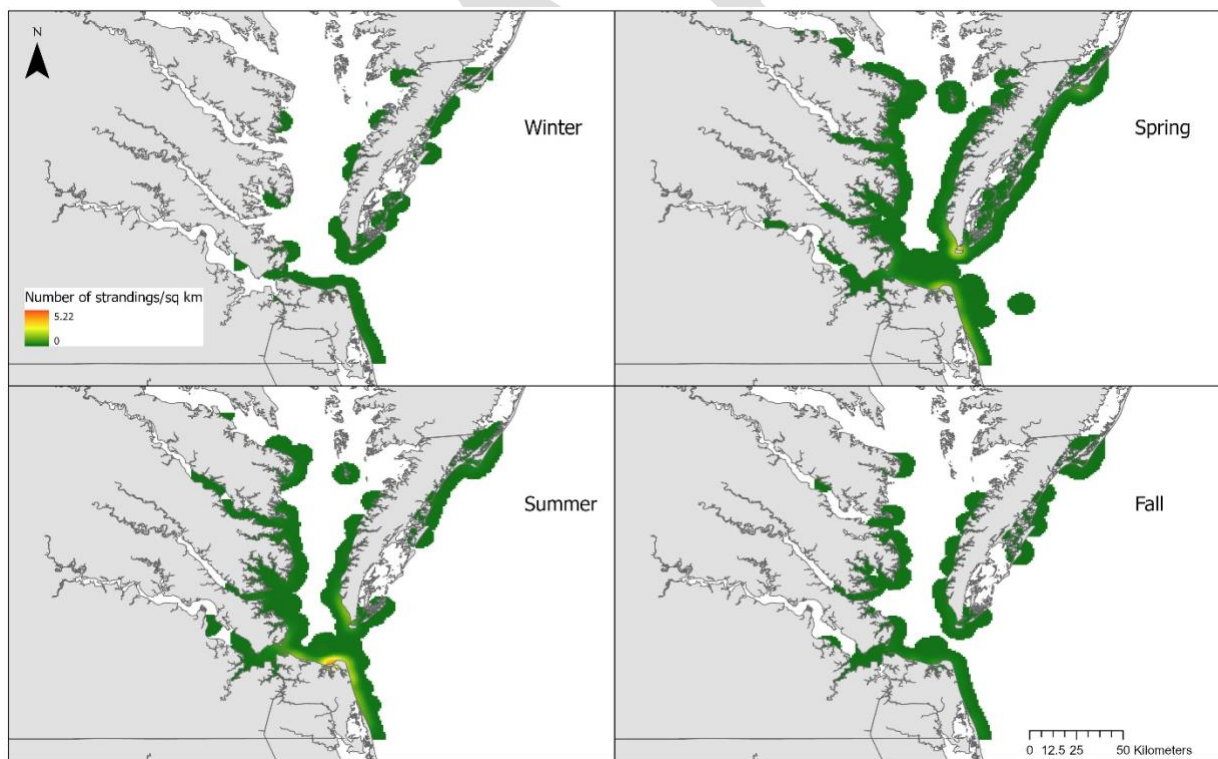 N
Winter
Spring
Number of strandings/sq km
5.22
0
Summer
Fall
0 12.5 25 50 Kilometers